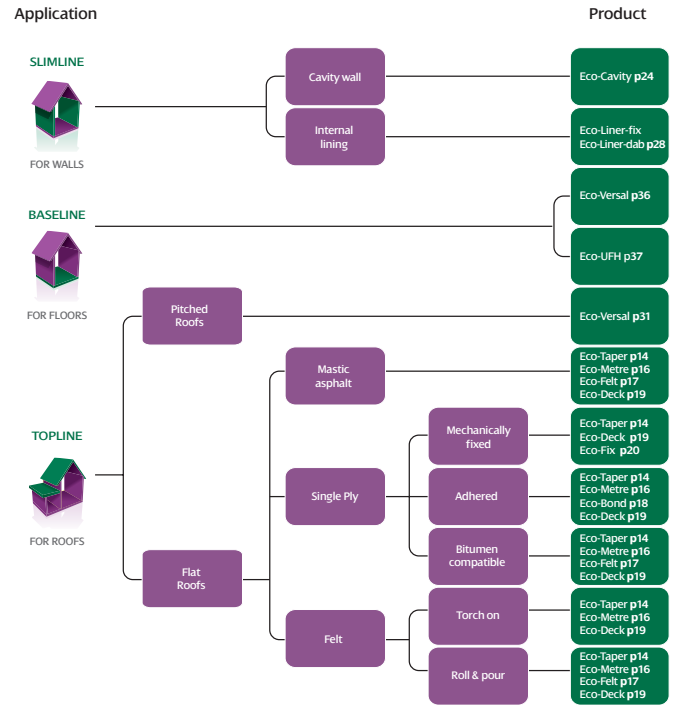 Application
Product
SLIMLINE
FOR WALLS
Cavity wall
Eco-Cavity p24
Internal
lining
Eco-Liner-fix
Eco-Liner-dab p28
BASELINE
FOR FLOORS
Eco-Versal p36
Eco-UFH p37
TOPLINE
FOR ROOFS
Pitched
Roofs
Eco-Versal p31
Flat
Roofs
Mastic
asphalt
Eco-Taper p14
Eco-Metre p16
Eco-Felt p17
Eco-Deck p19
Single Ply
Mechanically
fixed
Eco-Taper p14
Eco-Deck p19
Eco-Fix p20
Adhered
Eco-Taper p14
Eco-Metre p16
Eco-Bond p18
Eco-Deck p19
Bitumen
compatible
Eco-Taper p14
Eco-Metre p16
Eco-Felt p17
Eco-Deck p19
Felt
Torch on
Eco-Taper p14
Eco-Metre p16
Eco-Deck p19
Roll & pour
Eco-Taper p14
Eco-Metre p16
Eco-Felt p17
Eco-Deck p19